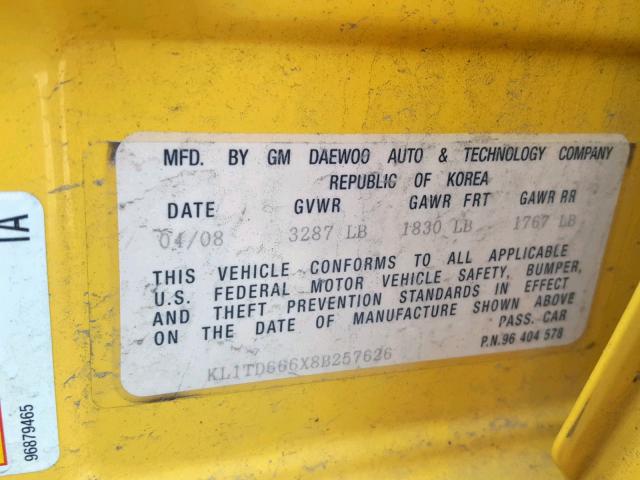 MFD. BY GM DAEWOO AUTO & TECHNOLOGY COMPANY
REPUBLIC OF KOREA
DATE GVWR GAWR FRT GAWR RR
04/08 3287 LB 1830 LB 1767 LB
THIS VEHICLE CONFORMS TO ALL APPLICABLE
U.S. FEDERAL MOTOR VEHICLE SAFETY, BUMPER,
AND THEFT PREVENTION STANDARDS IN EFFECT
ON THE DATE OF MANUFACTURE SHOWN ABOVE
PASS. CAR
P.N.96 404 578
KL1TD666X8B257626
TA
96879465